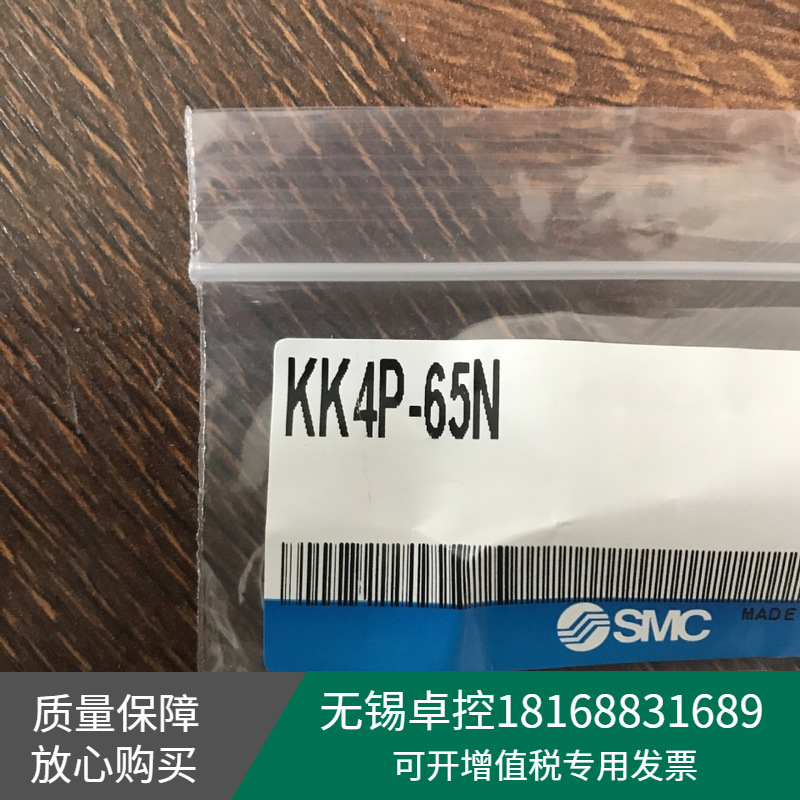 KK4P-65N
SMC
MADE
质量保障
放心购买
无锡卓控18168831689
可开增值税专用发票